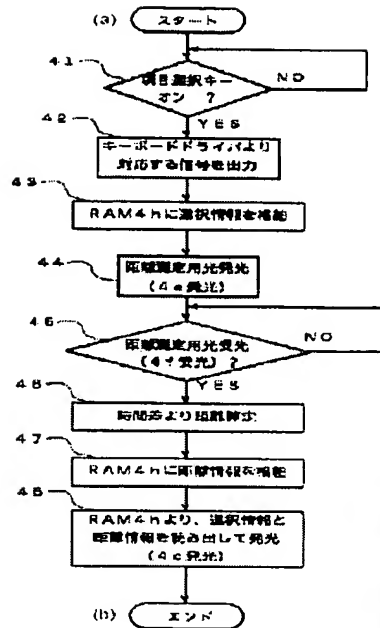 (a) スタート
41
項目選択キー
オン ?
NO
YES
42
キーボードドライバより
対応する信号を出力
43
RAM4hに選択情報を格納
44
距離測定用光発光
(4e発光)
45
距離測定用光受光
(4f受光) ?
NO
YES
46
時間差より距離算定
47
RAM4hに距離情報を格納
48
RAM4hより、選択情報と
距離情報を読み出して発光
(4c発光)
(b) エンド